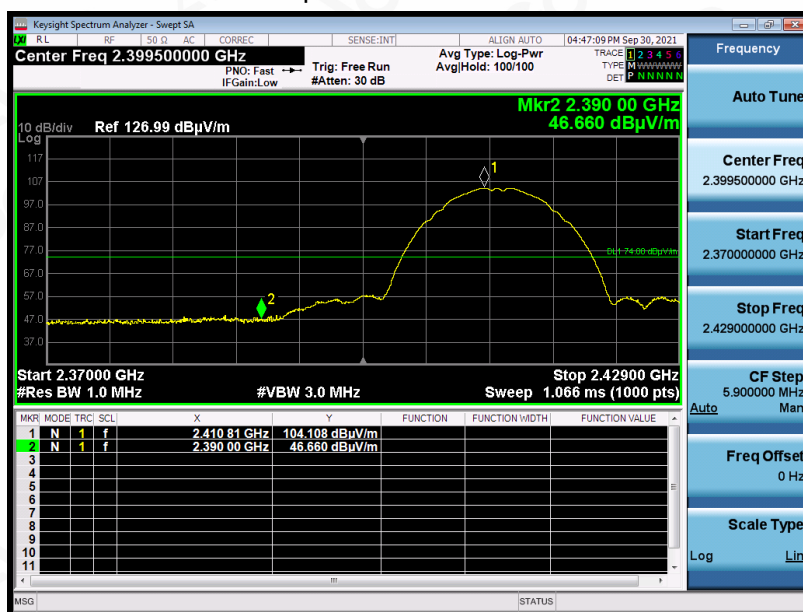 Keysight Spectrum Analyzer - Swept SA
LXI RL RF 50 Ω AC CORREC SENSE:INT ALIGN AUTO 04:47:09 PM Sep 30, 2021
Center Freq 2.399500000 GHz
PNO: Fast
IFGain:Low
Trig: Free Run
#Atten: 30 dB
Avg Type: Log-Pwr
Avg|Hold: 100/100
TRACE 1 2 3 4 5 6
TYPE M WWWWW
DET P N N N N N
Mkr2 2.390 00 GHz
46.660 dBµV/m
10 dB/div Ref 126.99 dBµV/m
Log
117
107
97.0
87.0
77.0
67.0
57.0
47.0
37.0
1
2
DL1 74.00 dBµV/m
Start 2.37000 GHz Stop 2.42900 GHz
#Res BW 1.0 MHz #VBW 3.0 MHz Sweep 1.066 ms (1000 pts)
MKR MODE TRC SCL X Y FUNCTION FUNCTION WIDTH FUNCTION VALUE
1 N 1 f 2.410 81 GHz 104.108 dBµV/m
2 N 1 f 2.390 00 GHz 46.660 dBµV/m
3
4
5
6
7
8
9
10
11
MSG STATUS
Frequency
Auto Tune
Center Freq
2.399500000 GHz
Start Freq
2.370000000 GHz
Stop Freq
2.429000000 GHz
CF Step
5.900000 MHz
Auto Man
Freq Offset
0 Hz
Scale Type
Log Lin